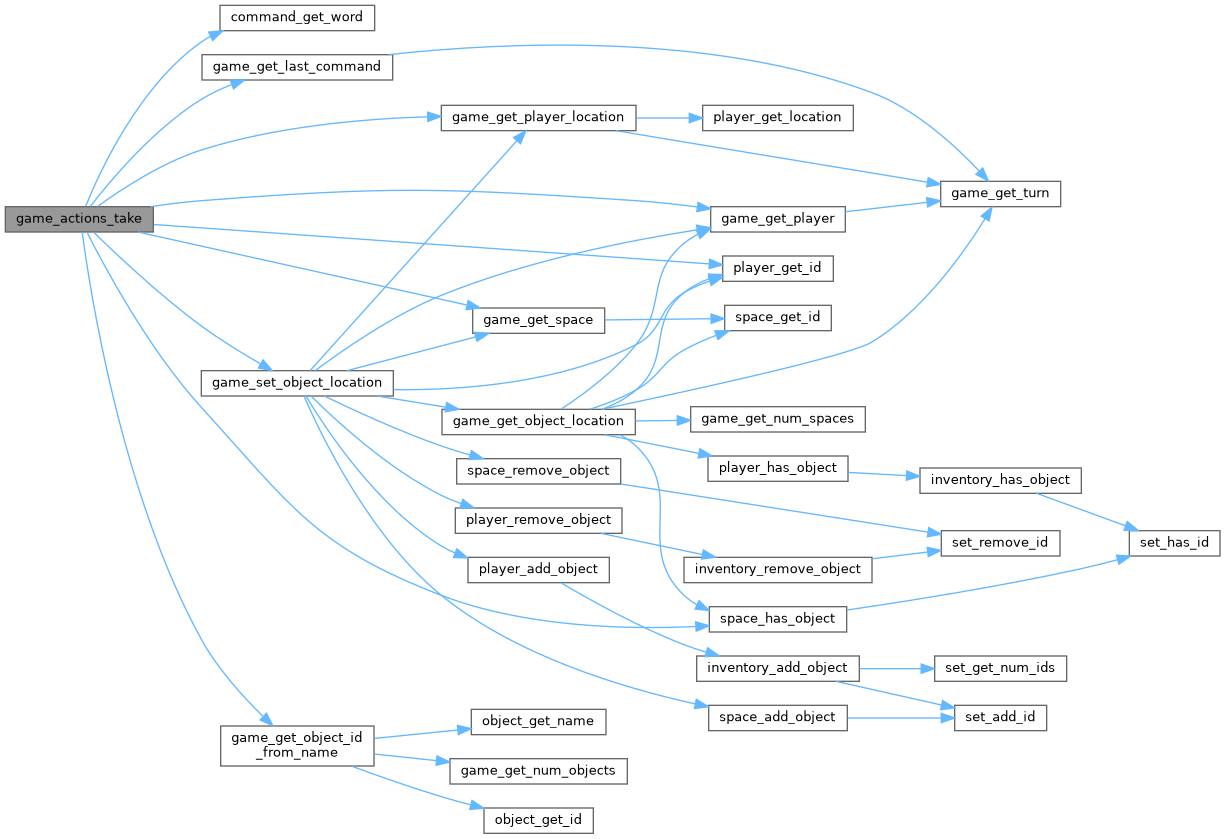 command_get_word
game_get_last_command
game_get_player_location
player_get_location
game_get_turn
game_actions_take
game_get_player
player_get_id
game_get_space
space_get_id
game_set_object_location
game_get_object_location
game_get_num_spaces
space_remove_object
player_has_object
inventory_has_object
player_remove_object
set_remove_id
set_has_id
player_add_object
inventory_remove_object
space_has_object
inventory_add_object
set_get_num_ids
space_add_object
set_add_id
object_get_name
game_get_object_id
_from_name
game_get_num_objects
object_get_id